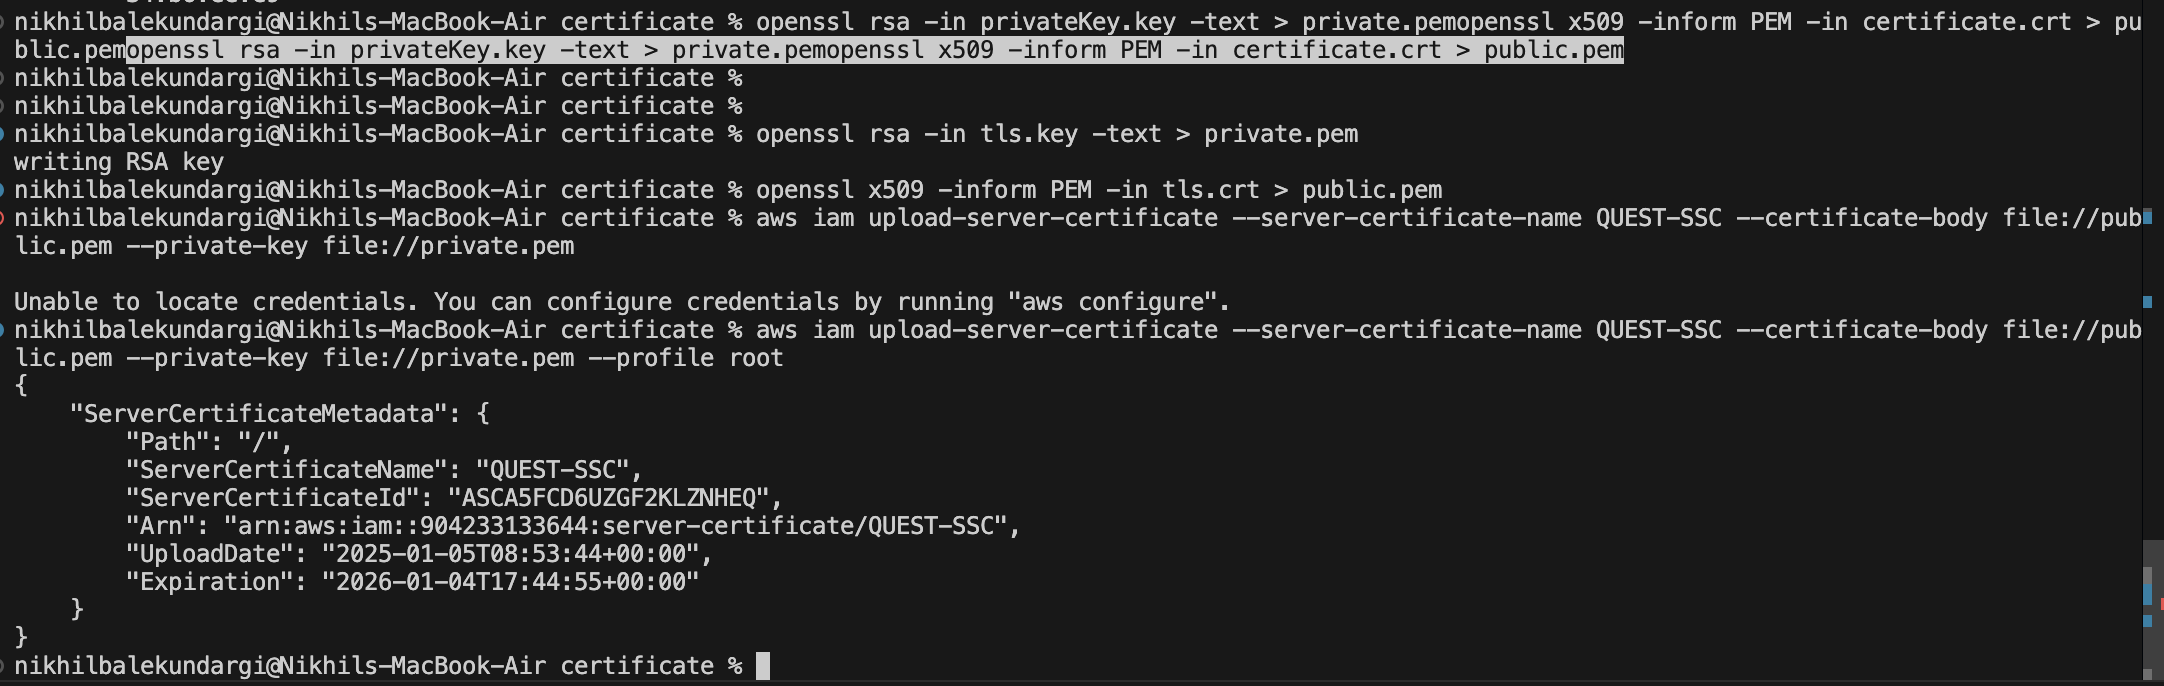 nikhilbalekundargi@Nikhils-MacBook-Air certificate % openssl rsa -in privateKey.key -text > private.pemopenssl x509 -inform PEM -in certificate.crt > pu
blic.pemopenssl rsa -in privateKey.key -text > private.pemopenssl x509 -inform PEM -in certificate.crt > public.pem
nikhilbalekundargi@Nikhils-MacBook-Air certificate %
nikhilbalekundargi@Nikhils-MacBook-Air certificate %
nikhilbalekundargi@Nikhils-MacBook-Air certificate % openssl rsa -in tls.key -text > private.pem
writing RSA key
nikhilbalekundargi@Nikhils-MacBook-Air certificate % openssl x509 -inform PEM -in tls.crt > public.pem
nikhilbalekundargi@Nikhils-MacBook-Air certificate % aws iam upload-server-certificate --server-certificate-name QUEST-SSC --certificate-body file://pub
lic.pem --private-key file://private.pem
Unable to locate credentials. You can configure credentials by running "aws configure".
nikhilbalekundargi@Nikhils-MacBook-Air certificate % aws iam upload-server-certificate --server-certificate-name QUEST-SSC --certificate-body file://pub
lic.pem --private-key file://private.pem --profile root
{
    "ServerCertificateMetadata": {
        "Path": "/",
        "ServerCertificateName": "QUEST-SSC",
        "ServerCertificateId": "ASCA5FCD6UZGF2KLZNHEQ",
        "Arn": "arn:aws:iam::904233133644:server-certificate/QUEST-SSC",
        "UploadDate": "2025-01-05T08:53:44+00:00",
        "Expiration": "2026-01-04T17:44:55+00:00"
    }
}
nikhilbalekundargi@Nikhils-MacBook-Air certificate %